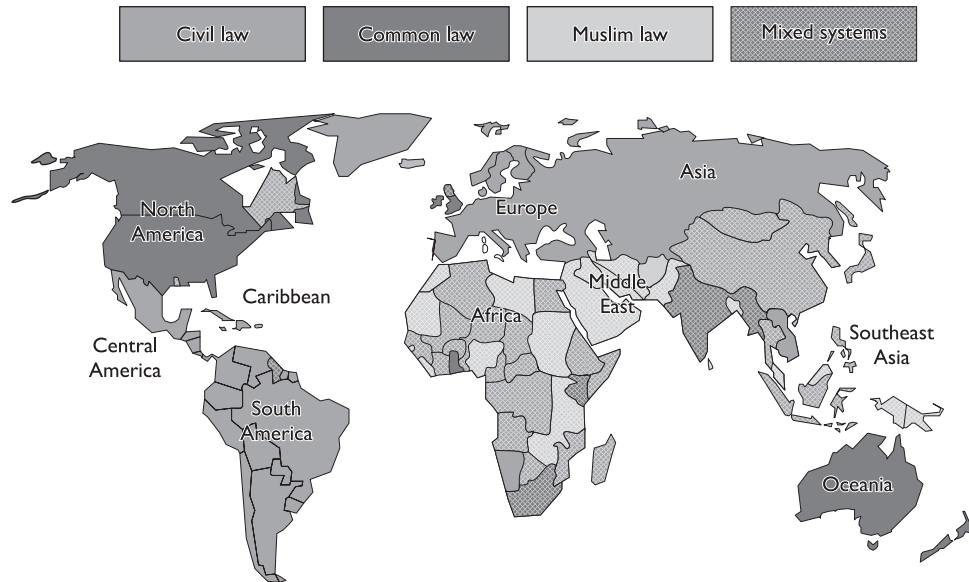 Civil law
Common law
Muslim law
Mixed systems
Asia
North
America
Europe
Middle
East
Caribbean
Africa
Central
America
Southeast
Asia
South
America
Oceania